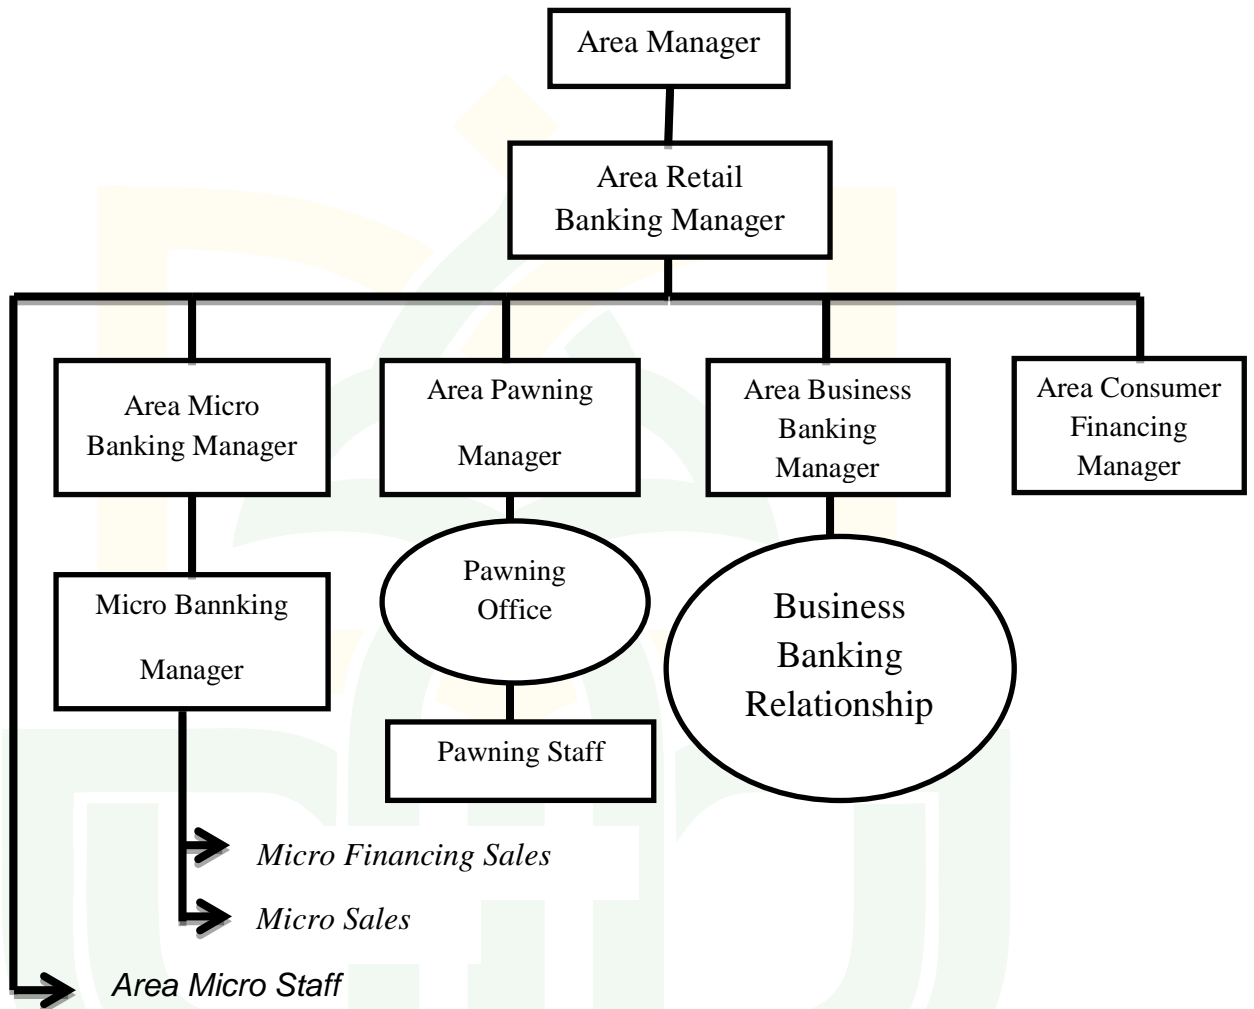 Area Manager
Area Retail
Banking Manager
Area Micro
Banking Manager
Area Pawning
Manager
Area Business
Banking
Manager
Area Consumer
Financing
Manager
Micro Bannking
Manager
Pawning
Office
Business
Banking
Relationship
Pawning Staff
Micro Financing Sales
Micro Sales
Area Micro Staff